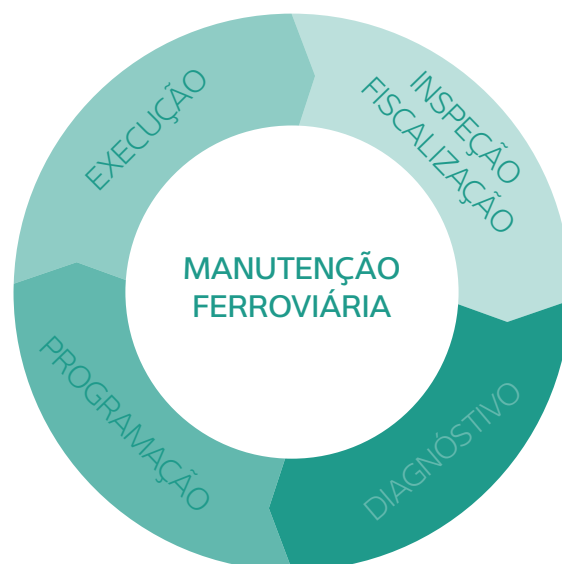 EXECUÇÃO
INSPEÇÃO
FISCALIZAÇÃO
MANUTENÇÃO
FERROVIÁRIA
PROGRAMAÇÃO
DIAGNÓSTIVO